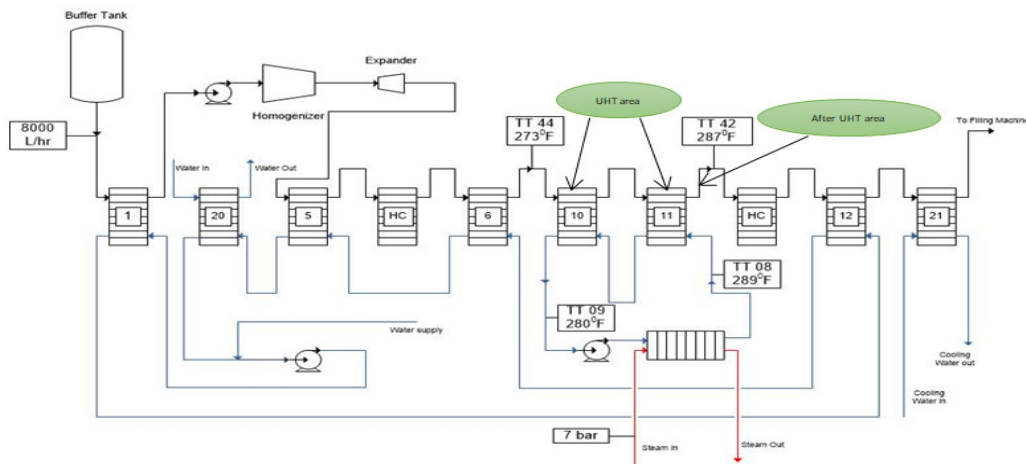 Buffer Tank
8000
L/hr
Homogenizer
Expander
UHT area
After UHT area
TT 44
273⁰F
TT 42
287⁰F
To Filling Machine
Water In
Water Out
1
20
5
HC
6
10
11
HC
12
21
TT 08
289⁰F
TT 09
280⁰F
Water supply
Cooling
Water out
Cooling
Water In
7 bar
Steam In
Steam Out